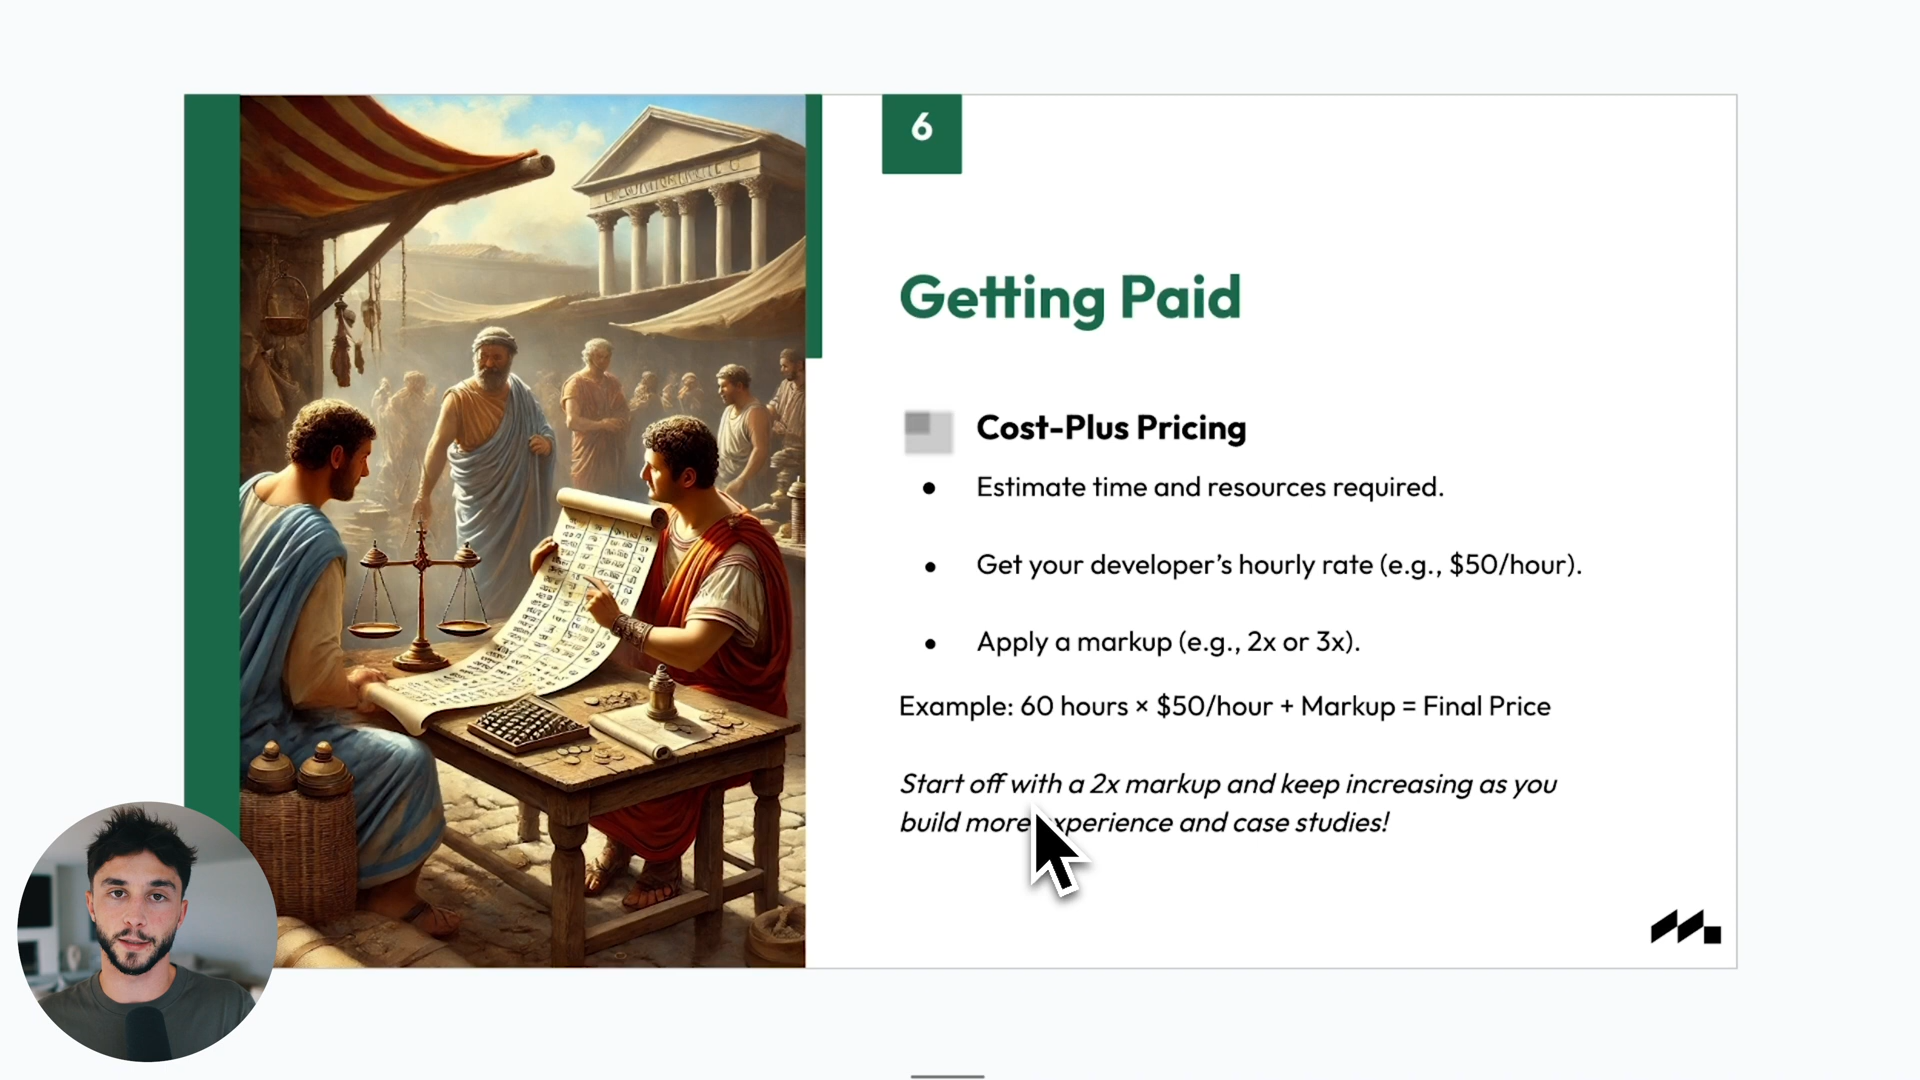 6
Getting Paid
Cost-Plus Pricing
● Estimate time and resources required.
● Get your developer's hourly rate (e.g., $50/hour).
● Apply a markup (e.g., 2x or 3x).
Example: 60 hours × $50/hour + Markup = Final Price
Start off with a 2x markup and keep increasing as you
build more experience and case studies!